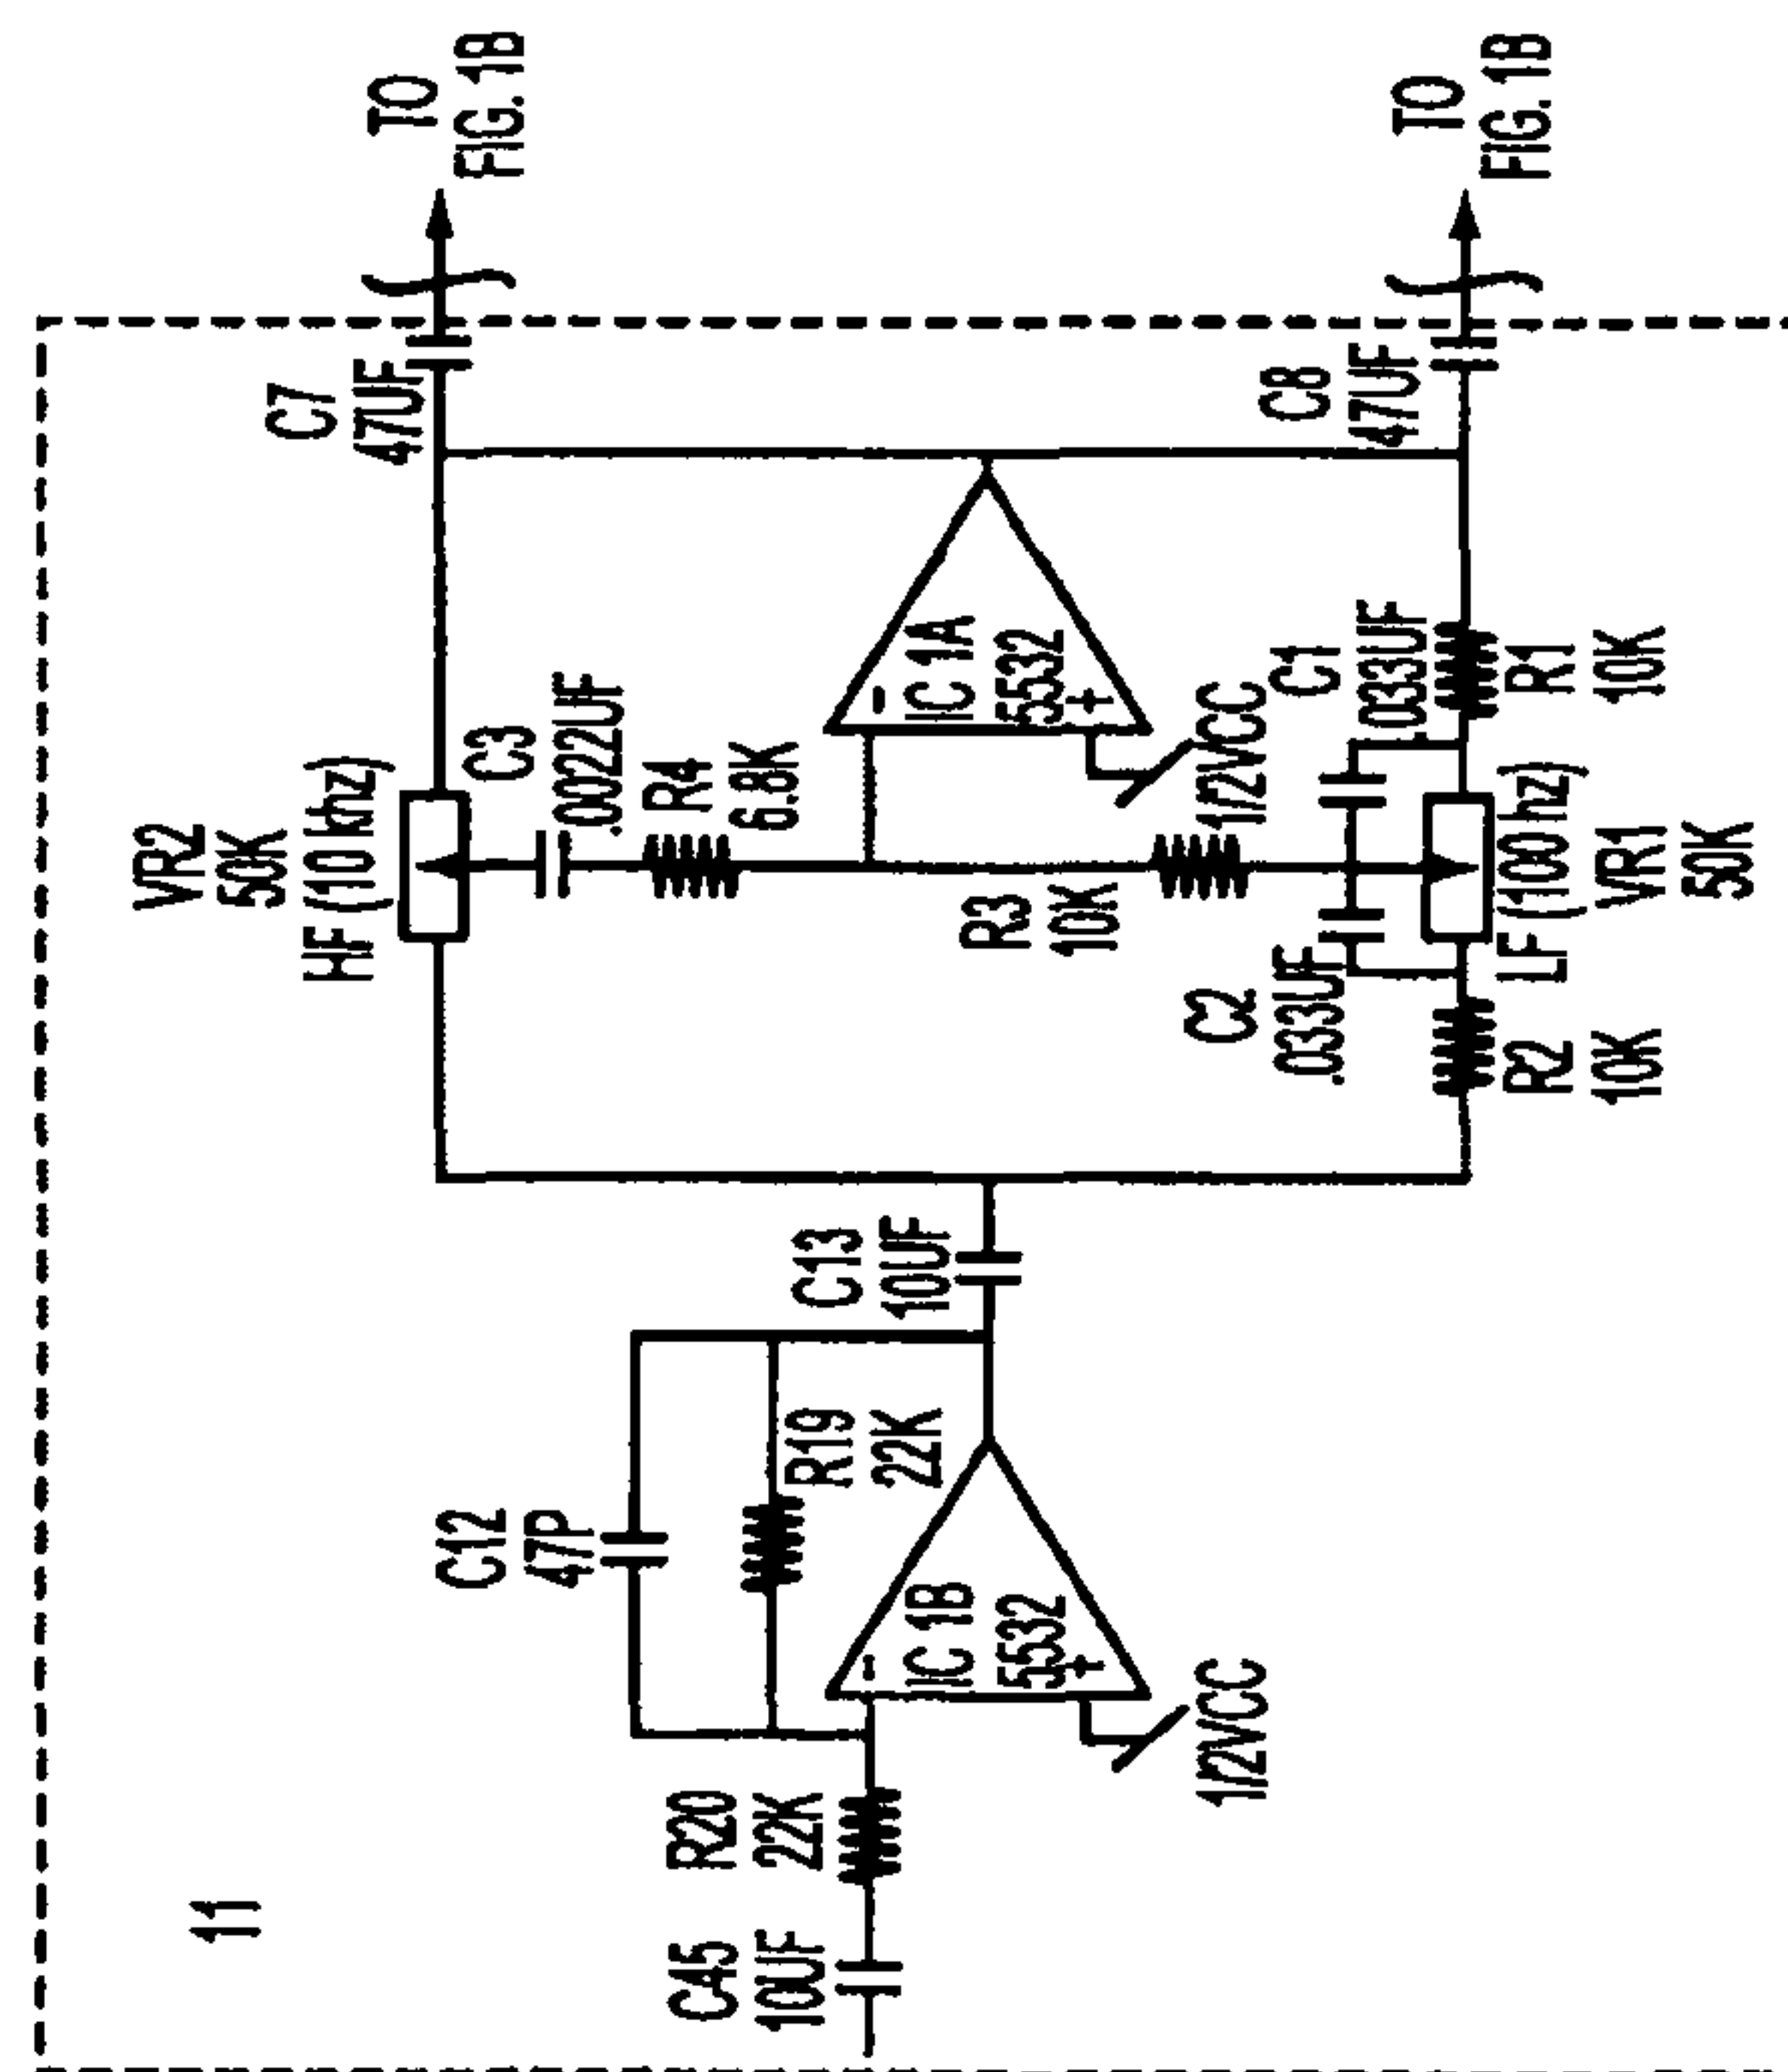 11
CA5
10UF
R20
22K
C12
47P
R19
22K
-
IC 1B
5532
+
1/2VCC
C13
10UF
VR2
50K
HF (10 khz)
C3
.0022UF
R4
6.8K
-
IC 1A
5532
+
1/2VCC
R3
10K
C2
.033UF
C1
.033UF
R2
10K
LF (100 hz)
VR1
50K
R1
10K
C7
47UF
C8
47UF
TO
FIG. 1B
TO
FIG. 1B